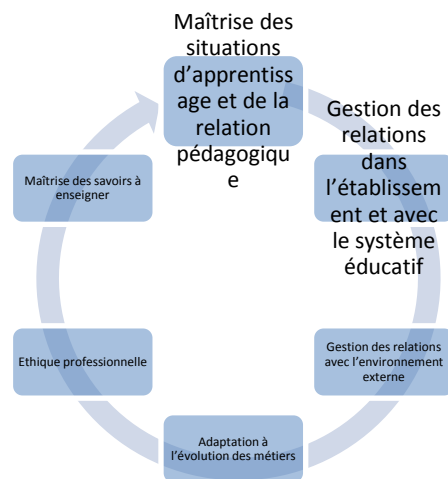 Maîtrise des
situations
d’apprentiss
age et de la
relation
pédagogiqu
e
Gestion des
relations
dans
l’établissem
ent et avec
le système
éducatif
Gestion des relations
avec l’environnement
externe
Adaptation à
l’évolution des métiers
Ethique professionnelle
Maîtrise des savoirs à
enseigner